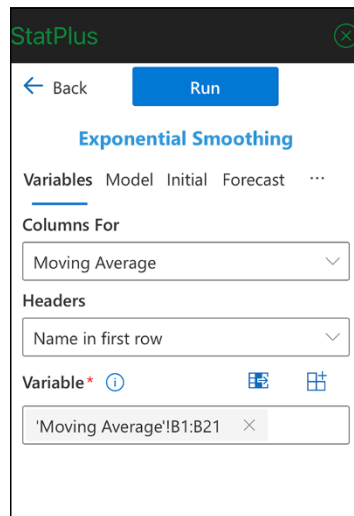 StatPlus
Back Run
Exponential Smoothing
Variables Model Initial Forecast ...
Columns For
Moving Average
Headers
Name in first row
Variable*
'Moving Average'!B1:B21